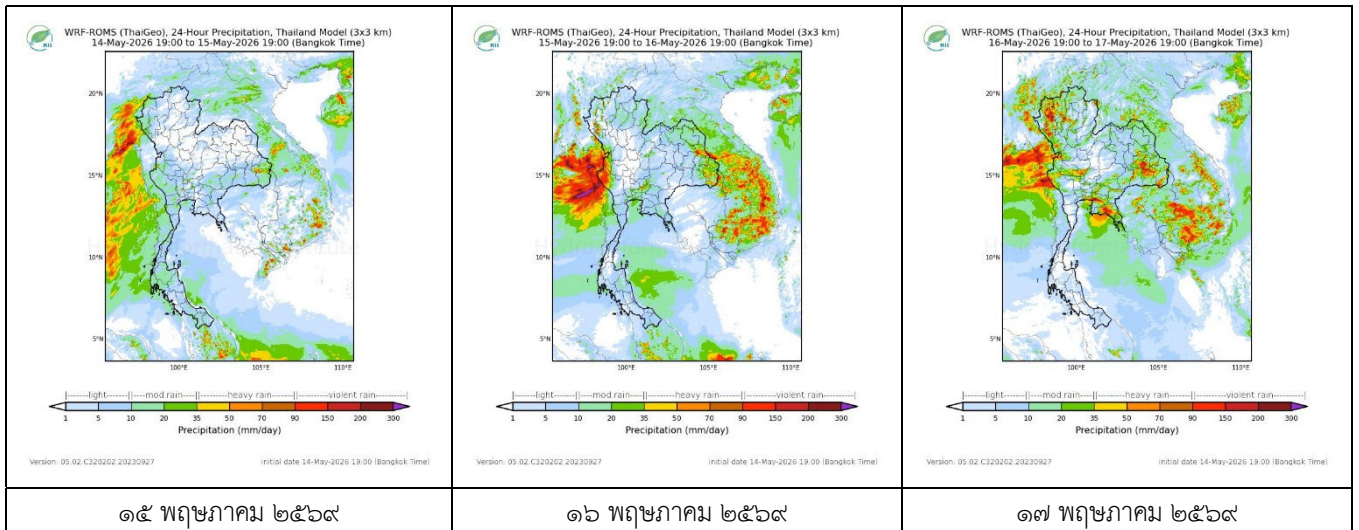 WRF-ROMS (ThaiGeo), 24-Hour Precipitation, Thailand Model (3x3 km)
14-May-2026 19:00 to 15-May-2026 19:00 (Bangkok Time)
HII
20°N
15°N
10°N
5°N
100°E 105°E 110°E
|------light------||----mod rain----||------heavy rain------||------violent rain------|
1 5 10 20 35 50 70 90 150 200 300
Precipitation (mm/day)
Version: 05.02.C320202.20230927 initial date 14-May-2026 19:00 (Bangkok Time)
๑๕ พฤษภาคม ๒๕๖๙
WRF-ROMS (ThaiGeo), 24-Hour Precipitation, Thailand Model (3x3 km)
15-May-2026 19:00 to 16-May-2026 19:00 (Bangkok Time)
HII
20°N
15°N
10°N
5°N
100°E 105°E 110°E
|------light------||----mod rain----||------heavy rain------||------violent rain------|
1 5 10 20 35 50 70 90 150 200 300
Precipitation (mm/day)
Version: 05.02.C320202.20230927 initial date 14-May-2026 19:00 (Bangkok Time)
๑๖ พฤษภาคม ๒๕๖๙
WRF-ROMS (ThaiGeo), 24-Hour Precipitation, Thailand Model (3x3 km)
16-May-2026 19:00 to 17-May-2026 19:00 (Bangkok Time)
HII
20°N
15°N
10°N
5°N
100°E 105°E 110°E
|------light------||----mod rain----||------heavy rain------||------violent rain------|
1 5 10 20 35 50 70 90 150 200 300
Precipitation (mm/day)
Version: 05.02.C320202.20230927 initial date 14-May-2026 19:00 (Bangkok Time)
๑๗ พฤษภาคม ๒๕๖๙